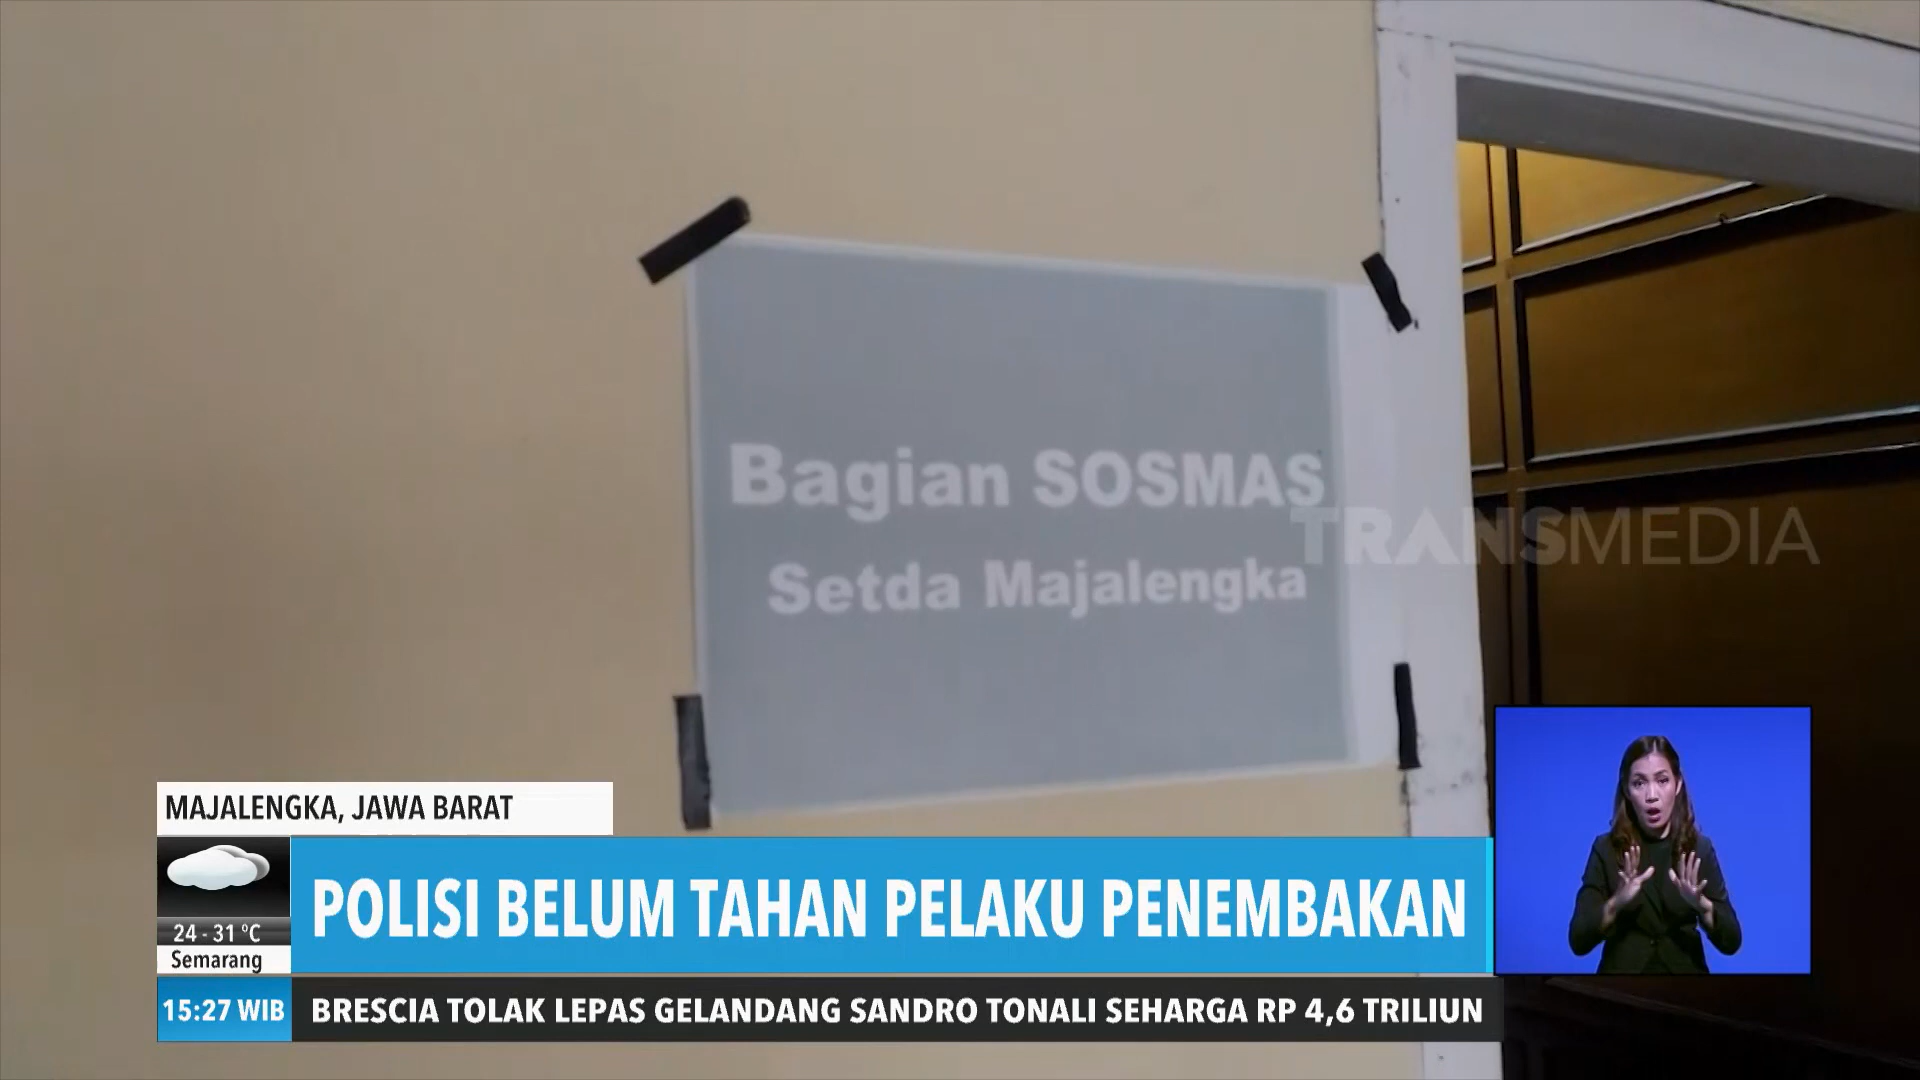 Bagian SOSMAS
Setda Majalengka
TRANSMEDIA
MAJALENGKA, JAWA BARAT
24 - 31 °C
Semarang
POLISI BELUM TAHAN PELAKU PENEMBAKAN
15:27 WIB
BRESCIA TOLAK LEPAS GELANDANG SANDRO TONALI SEHARGA RP 4,6 TRILIUN